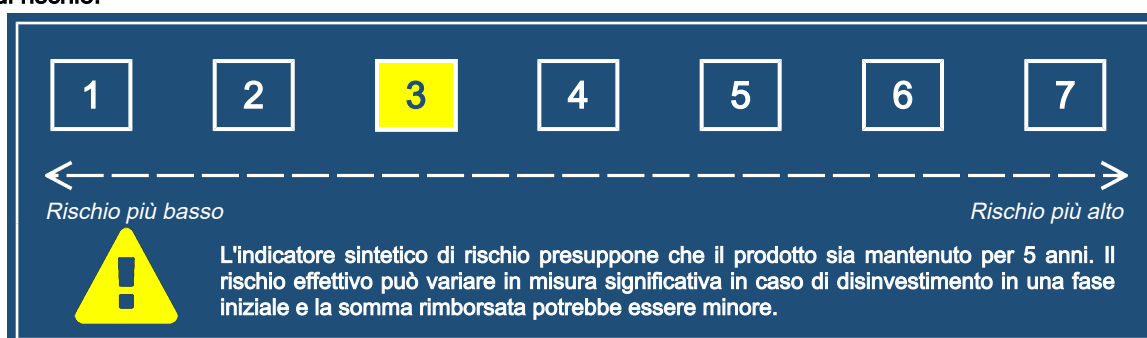 di rischio:
1 2 3 4 5 6 7
Rischio più basso Rischio più alto
L'indicatore sintetico di rischio presuppone che il prodotto sia mantenuto per 5 anni. Il
rischio effettivo può variare in misura significativa in caso di disinvestimento in una fase
iniziale e la somma rimborsata potrebbe essere minore.